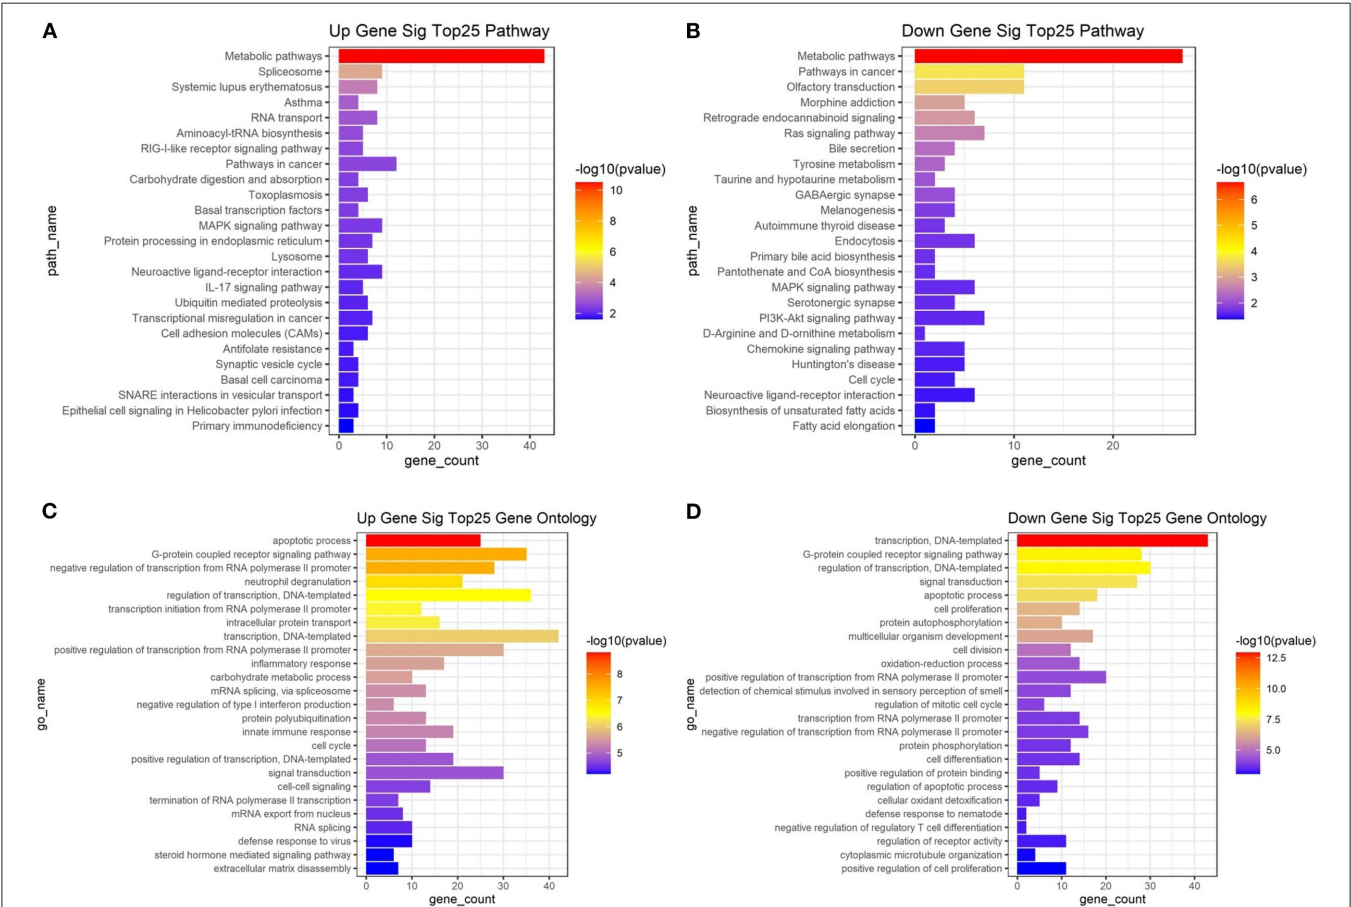 A
Up Gene Sig Top25 Pathway
path_name
Metabolic pathways
Spliceosome
Systemic lupus erythematosus
Asthma
RNA transport
Aminoacyl-tRNA biosynthesis
RIG-I-like receptor signaling pathway
Pathways in cancer
Carbohydrate digestion and absorption
Toxoplasmosis
Basal transcription factors
MAPK signaling pathway
Protein processing in endoplasmic reticulum
Lysosome
Neuroactive ligand-receptor interaction
IL-17 signaling pathway
Ubiquitin mediated proteolysis
Transcriptional misregulation in cancer
Cell adhesion molecules (CAMs)
Antifolate resistance
Synaptic vesicle cycle
Basal cell carcinoma
SNARE interactions in vesicular transport
Epithelial cell signaling in Helicobacter pylori infection
Primary immunodeficiency
0 10 20 30 40
gene_count
-log10(pvalue)
10
8
6
4
2
B
Down Gene Sig Top25 Pathway
path_name
Metabolic pathways
Pathways in cancer
Olfactory transduction
Morphine addiction
Retrograde endocannabinoid signaling
Ras signaling pathway
Bile secretion
Tyrosine metabolism
Taurine and hypotaurine metabolism
GABAergic synapse
Melanogenesis
Autoimmune thyroid disease
Endocytosis
Primary bile acid biosynthesis
Pantothenate and CoA biosynthesis
MAPK signaling pathway
Serotonergic synapse
PI3K-Akt signaling pathway
D-Arginine and D-ornithine metabolism
Chemokine signaling pathway
Huntington's disease
Cell cycle
Neuroactive ligand-receptor interaction
Biosynthesis of unsaturated fatty acids
Fatty acid elongation
0 10 20
gene_count
-log10(pvalue)
6
5
4
3
2
C
Up Gene Sig Top25 Gene Ontology
go_name
apoptotic process
G-protein coupled receptor signaling pathway
negative regulation of transcription from RNA polymerase II promoter
neutrophil degranulation
regulation of transcription, DNA-templated
transcription initiation from RNA polymerase II promoter
intracellular protein transport
transcription, DNA-templated
positive regulation of transcription from RNA polymerase II promoter
inflammatory response
carbohydrate metabolic process
mRNA splicing, via spliceosome
negative regulation of type I interferon production
protein polyubiquitination
innate immune response
cell cycle
positive regulation of transcription, DNA-templated
signal transduction
cell-cell signaling
termination of RNA polymerase II transcription
mRNA export from nucleus
RNA splicing
defense response to virus
steroid hormone mediated signaling pathway
extracellular matrix disassembly
0 10 20 30 40
gene_count
-log10(pvalue)
8
7
6
5
D
Down Gene Sig Top25 Gene Ontology
go_name
transcription, DNA-templated
G-protein coupled receptor signaling pathway
regulation of transcription, DNA-templated
signal transduction
apoptotic process
cell proliferation
protein autophosphorylation
multicellular organism development
cell division
oxidation-reduction process
positive regulation of transcription from RNA polymerase II promoter
detection of chemical stimulus involved in sensory perception of smell
regulation of mitotic cell cycle
transcription from RNA polymerase II promoter
negative regulation of transcription from RNA polymerase II promoter
protein phosphorylation
cell differentiation
positive regulation of protein binding
regulation of apoptotic process
cellular oxidant detoxification
defense response to nematode
negative regulation of regulatory T cell differentiation
regulation of receptor activity
cytoplasmic microtubule organization
positive regulation of cell proliferation
0 10 20 30 40
gene_count
-log10(pvalue)
12.5
10.0
7.5
5.0